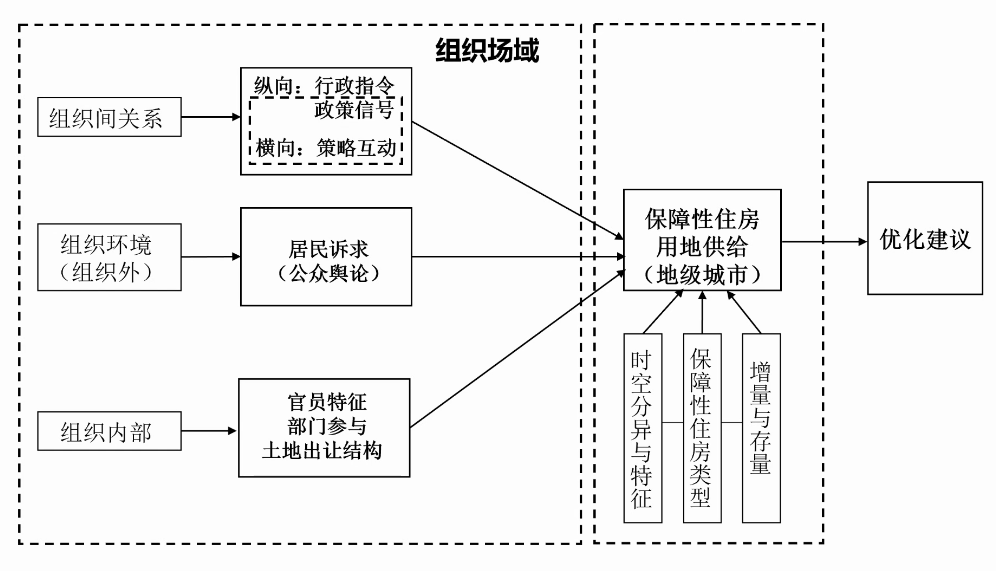 组织场域
组织间关系
纵向：行政指令
政策信号
横向：策略互动
组织环境
（组织外）
居民诉求
（公众舆论）
组织内部
官员特征
部门参与
土地出让结构
保障性住房
用地供给
（地级城市）
时空分异与特征
保障性住房类型
增量与存量
优化建议